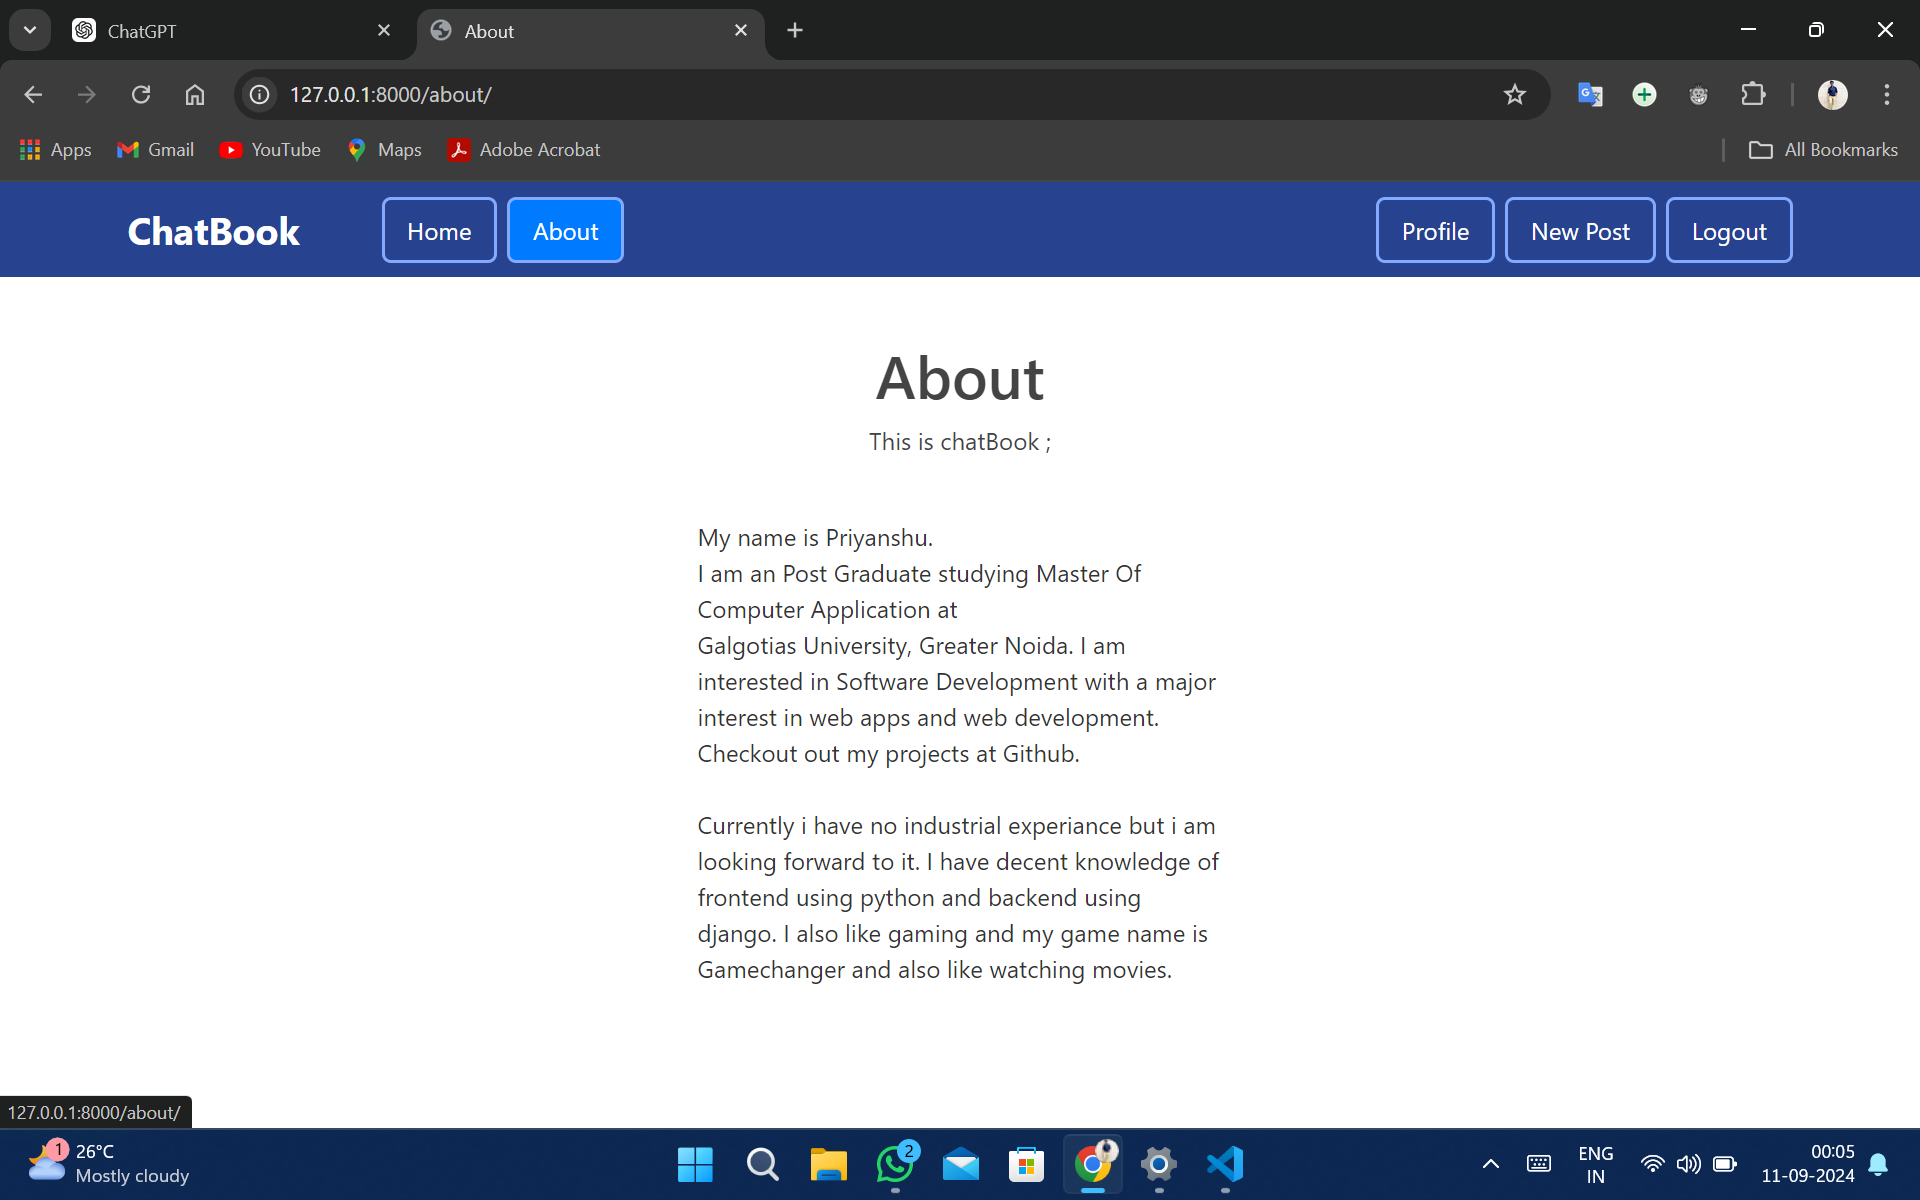 ChatGPT
About
127.0.0.1:8000/about/
Apps
Gmail
YouTube
Maps
Adobe Acrobat
All Bookmarks
ChatBook
Home
About
Profile
New Post
Logout
About
This is chatBook ;
My name is Priyanshu.
I am an Post Graduate studying Master Of
Computer Application at
Galgotias University, Greater Noida. I am
interested in Software Development with a major
interest in web apps and web development.
Checkout out my projects at Github.
Currently i have no industrial experiance but i am
looking forward to it. I have decent knowledge of
frontend using python and backend using
django. I also like gaming and my game name is
Gamechanger and also like watching movies.
127.0.0.1:8000/about/
1
26°C
Mostly cloudy
2
ENG
IN
00:05
11-09-2024